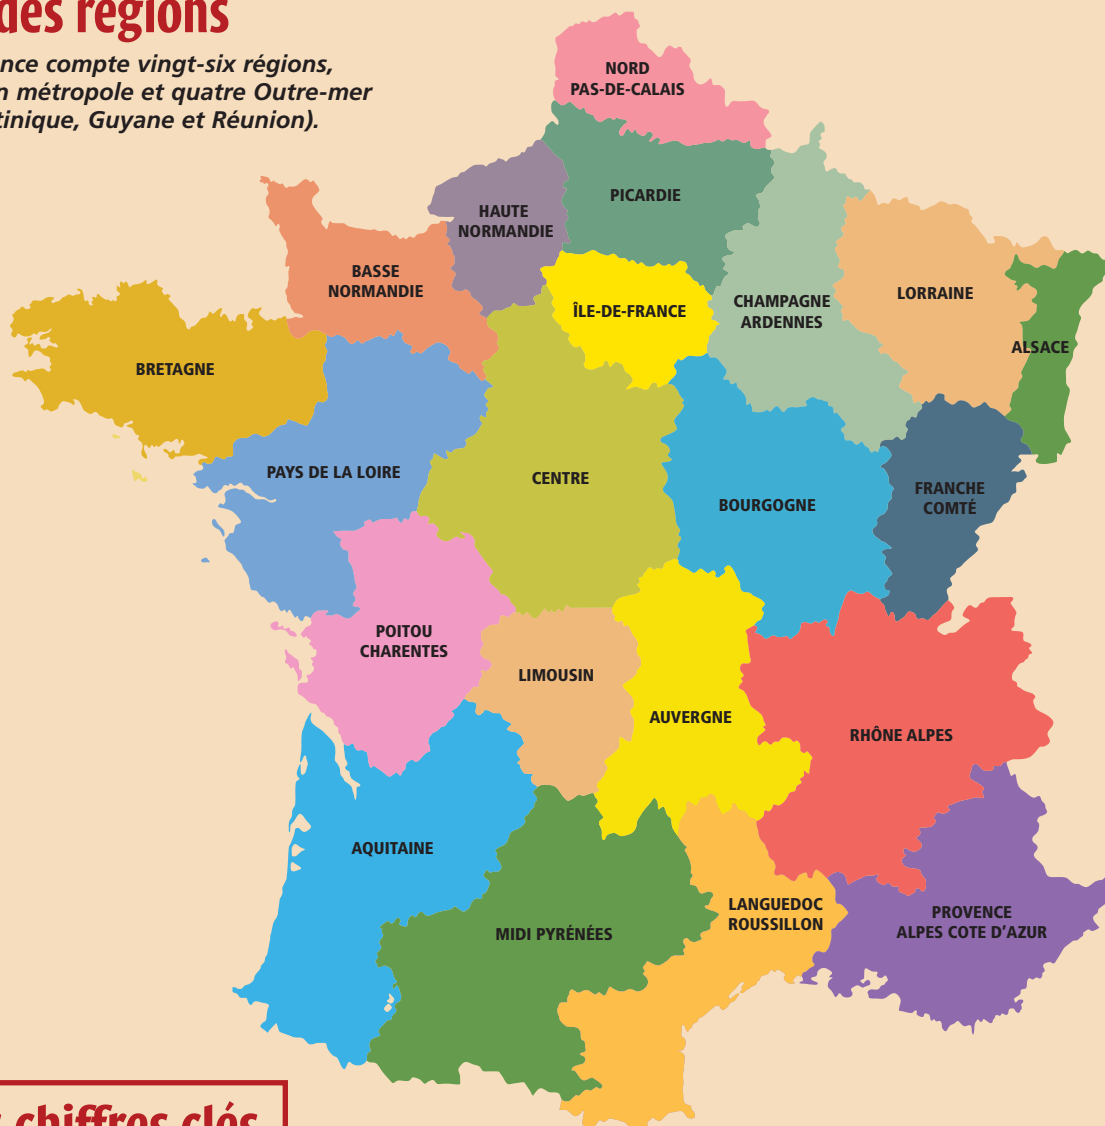 des régions
nce compte vingt-six régions,
n métropole et quatre Outre-mer
tinique, Guyane et Réunion).
NORD
PAS-DE-CALAIS
PICARDIE
HAUTE
NORMANDIE
BASSE
NORMANDIE
ÎLE-DE-FRANCE
CHAMPAGNE
ARDENNES
LORRAINE
ALSACE
BRETAGNE
PAYS DE LA LOIRE
CENTRE
BOURGOGNE
FRANCHE
COMTÉ
POITOU
CHARENTES
LIMOUSIN
AUVERGNE
RHÔNE ALPES
AQUITAINE
MIDI PYRÉNÉES
LANGUEDOC
ROUSSILLON
PROVENCE
ALPES COTE D’AZUR
chiffres clés